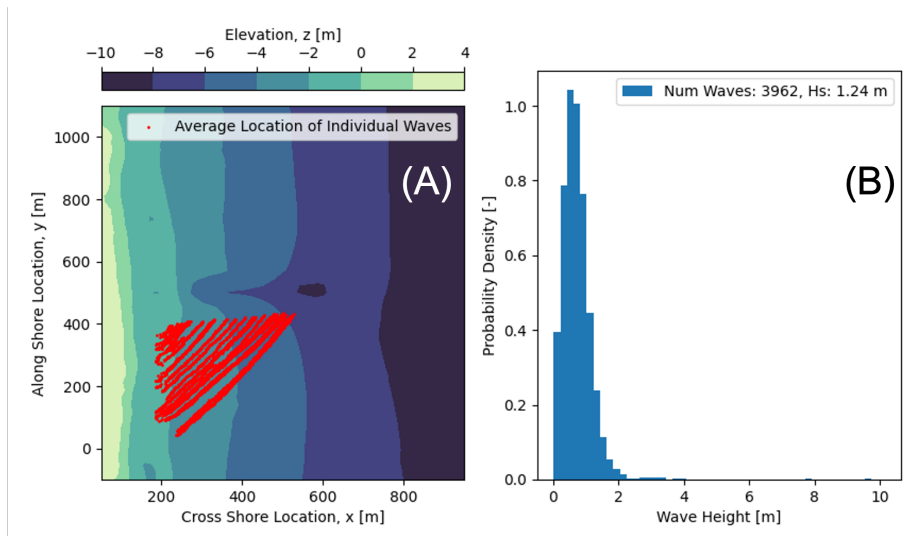 Elevation, z [m]
−10 −8 −6 −4 −2 0 2 4
Average Location of Individual Waves
(A)
1000
800
600
400
200
0
Along Shore Location, y [m]
200 400 600 800
Cross Shore Location, x [m]
Num Waves: 3962, Hs: 1.24 m
(B)
1.0
0.8
0.6
0.4
0.2
0.0
Probability Density [-]
0 2 4 6 8 10
Wave Height [m]